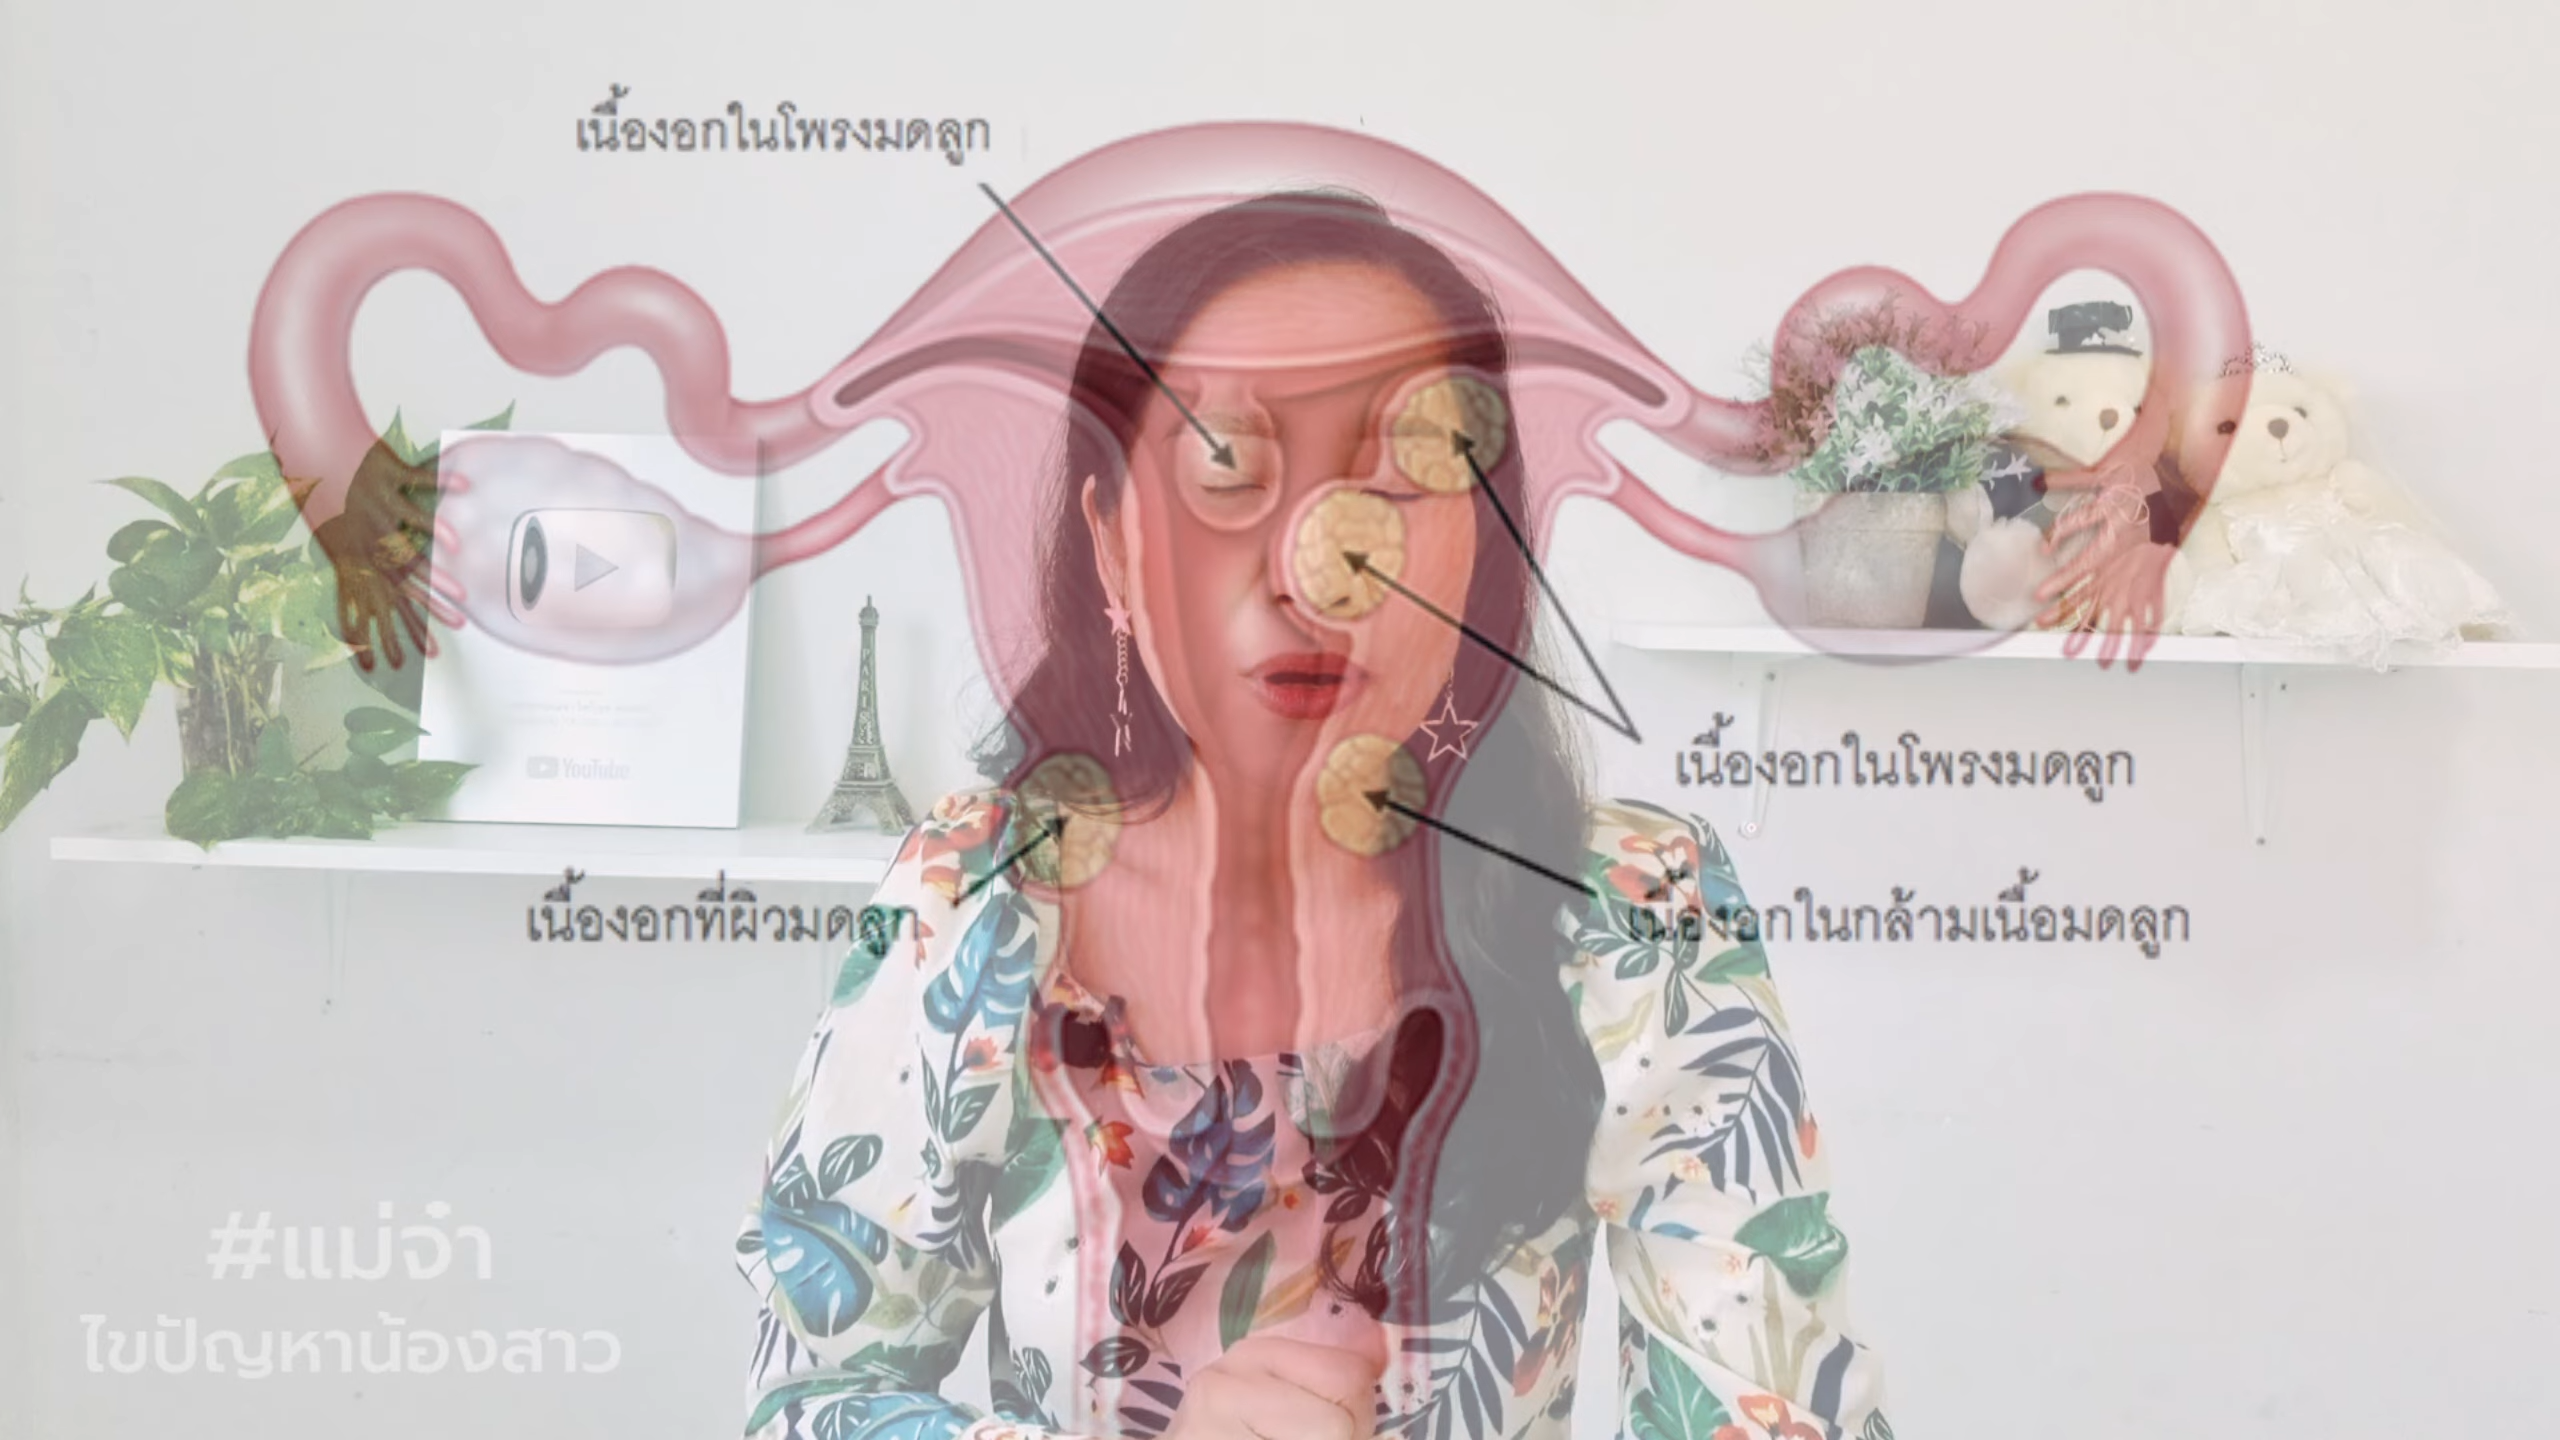 เนื้องอกในโพรงมดลูก
YouTube
PARIS
เนื้องอกในโพรงมดลูก
เนื้องอกที่ผิวมดลูก
เนื้องอกในกล้ามเนื้อมดลูก
#แม่จ๋า
ไขปัญหาน้องสาว